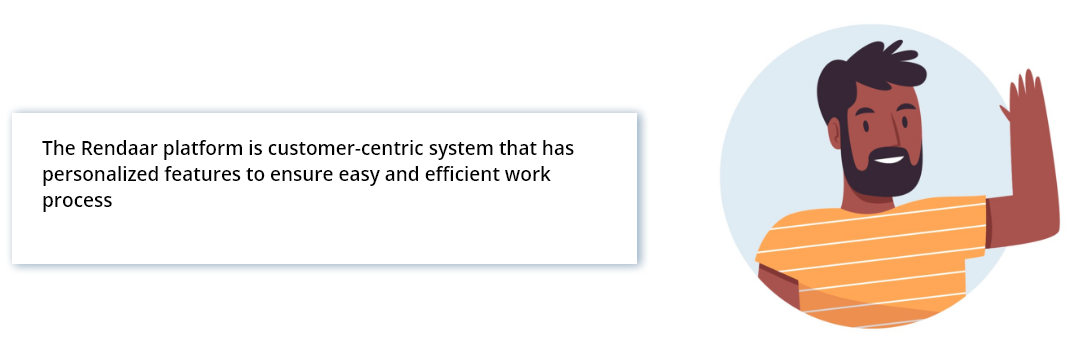 The Rendaar platform is customer-centric system that has
personalized features to ensure easy and efficient work
process